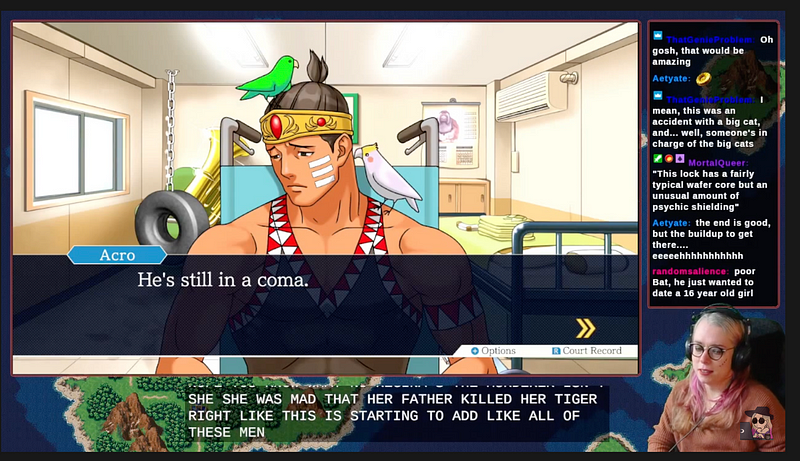 Acro
He's still in a coma.
Options
Court Record
SHE SHE WAS MAD THAT HER FATHER KILLED HER TIGER
RIGHT LIKE THIS IS STARTING TO ADD LIKE ALL OF
THESE MEN
ThatGenieProblem: Oh
gosh, that would be
amazing
Aetyate:
ThatGenieProblem: I
mean, this was an
accident with a big cat,
and... well, someone's in
charge of the big cats
MortalQueer:
"This lock has a fairly
typical wafer core but an
unusual amount of
psychic shielding"
Aetyate: the end is good,
but the buildup to get
there....
eeeeehhhhhhhhhhh
randomsalience: poor
Bat, he just wanted to
date a 16 year old girl